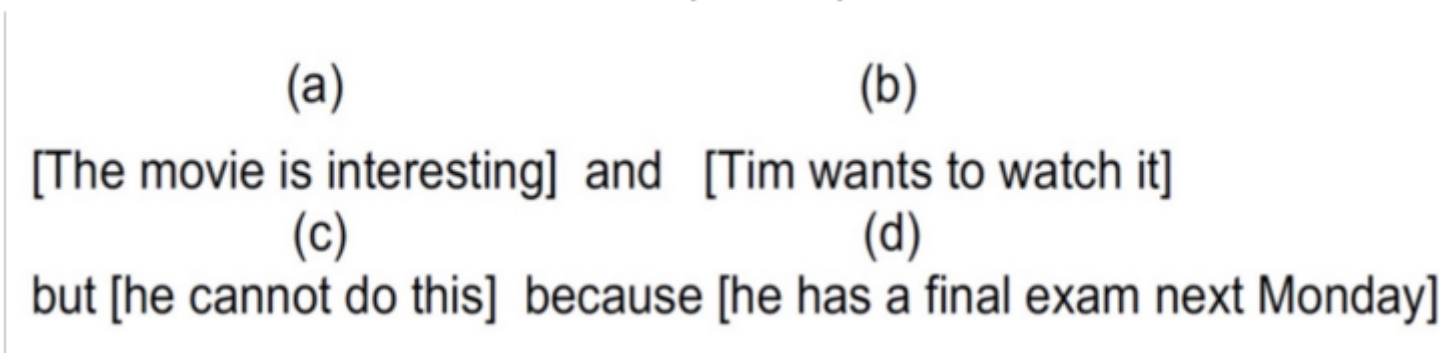 (a) (b)
[The movie is interesting] and [Tim wants to watch it]
(c) (d)
but [he cannot do this] because [he has a final exam next Monday]